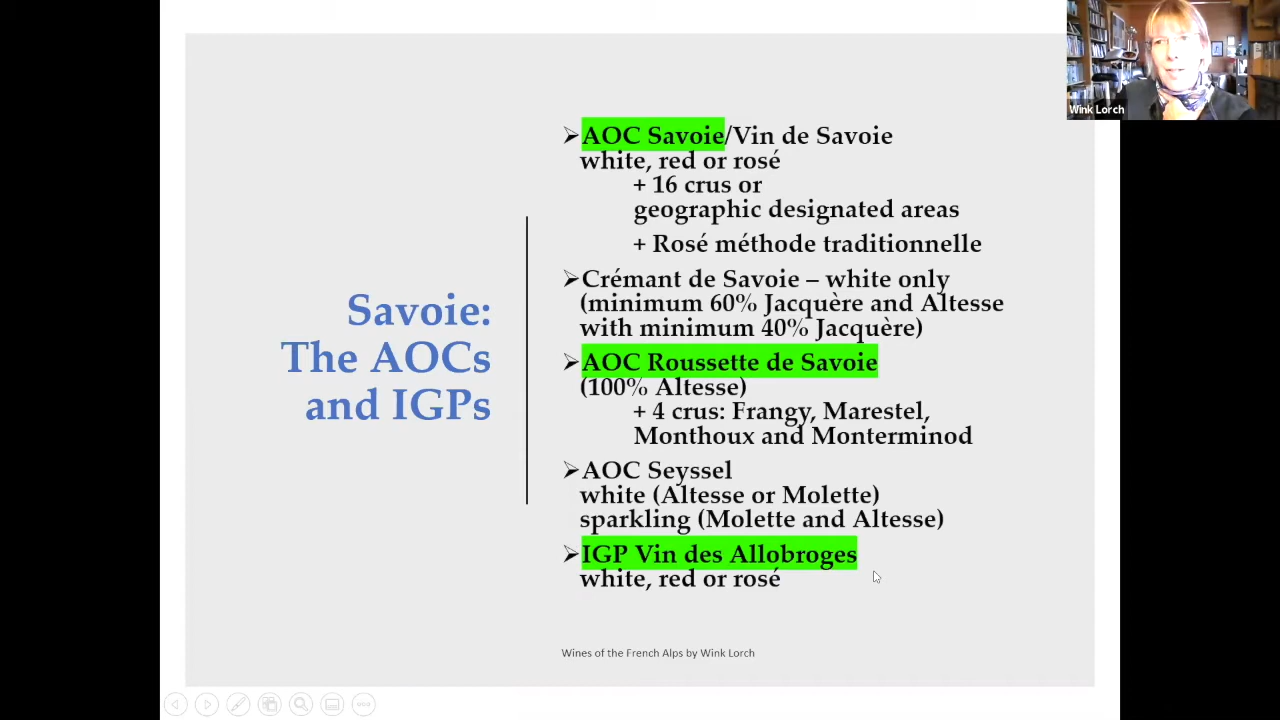 Wink Lorch
Savoie:
The AOCs
and IGPs
➢AOC Savoie/Vin de Savoie
white, red or rosé
+ 16 crus or
geographic designated areas
+ Rosé méthode traditionnelle
➢Crémant de Savoie – white only
(minimum 60% Jacquère and Altesse
with minimum 40% Jacquère)
➢AOC Roussette de Savoie
(100% Altesse)
+ 4 crus: Frangy, Marestel,
Monthoux and Monterminod
➢AOC Seyssel
white (Altesse or Molette)
sparkling (Molette and Altesse)
➢IGP Vin des Allobroges
white, red or rosé
Wines of the French Alps by Wink Lorch